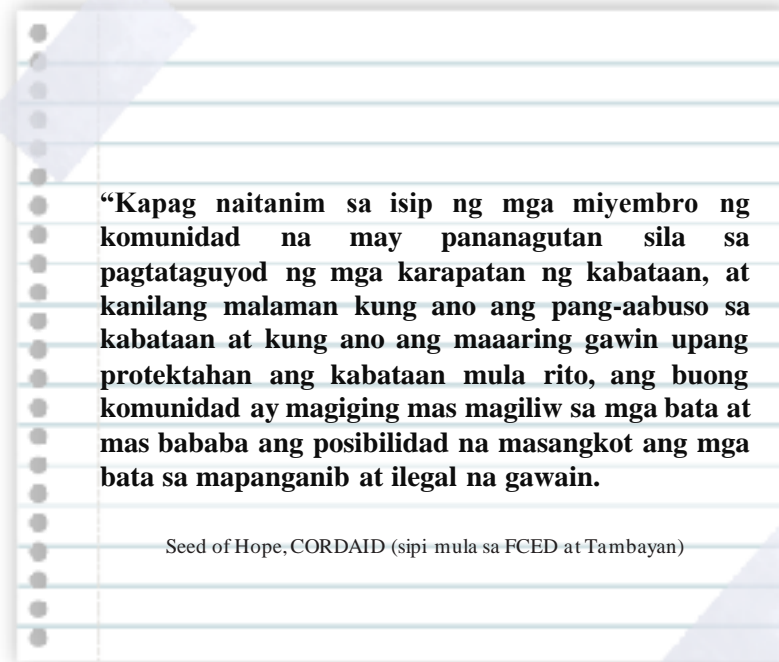 “Kapag naitanim sa isip ng mga miyembro ng
komunidad na may pananagutan sila sa
pagtataguyod ng mga karapatan ng kabataan, at
kanilang malaman kung ano ang pang-aabuso sa
kabataan at kung ano ang maaaring gawin upang
protektahan ang kabataan mula rito, ang buong
komunidad ay magiging mas magiliw sa mga bata at
mas bababa ang posibilidad na masangkot ang mga
bata sa mapanganib at ilegal na gawain.
Seed of Hope, CORDAID (sipi mula sa FCED at Tambayan)